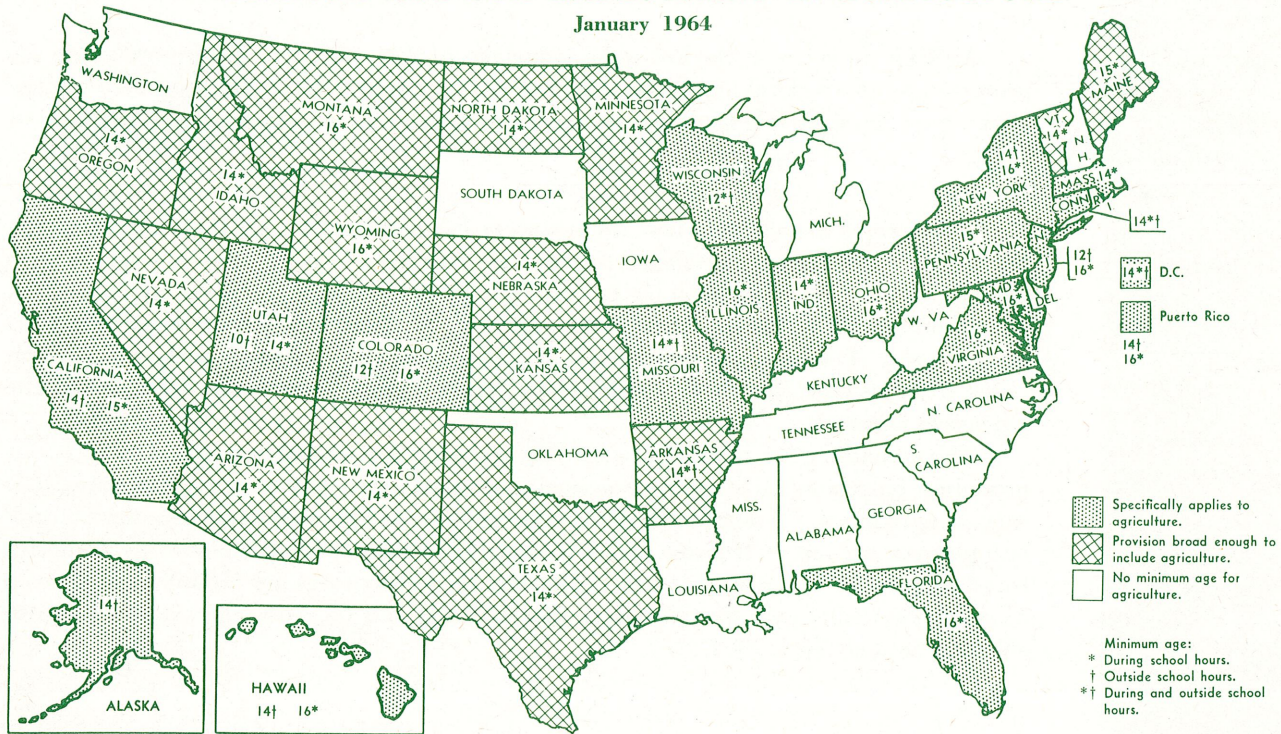 January 1964
WASHINGTON
14*
OREGON
14*
IDAHO
MONTANA
16*
NORTH DAKOTA
14*
MINNESOTA
14*
SOUTH DAKOTA
WYOMING
16*
NEVADA
14*
UTAH
10† 14*
COLORADO
12† 16*
CALIFORNIA
14† 15*
ARIZONA
14*
NEW MEXICO
14*
14*
NEBRASKA
14*
KANSAS
OKLAHOMA
TEXAS
14*
WISCONSIN
12*†
IOWA
MICH.
16*
ILLINOIS
14*
IND.
OHIO
16*
14*†
MISSOURI
ARKANSAS
14*†
LOUISIANA
MISS.
ALABAMA
GEORGIA
FLORIDA
16*
S
CAROLINA
N. CAROLINA
TENNESSEE
KENTUCKY
W. VA.
16*
VIRGINIA
15*
PENNSYLVANIA
14†
16*
NEW YORK
15*
MAINE
VT.
14*
N
H
MASS. 14*
CONN.
R
I
14*†
N
J
12†
16*
MD.
16*
DEL
14*† D.C.
Puerto Rico
14†
16*
14†
ALASKA
HAWAII
14† 16*
Specifically applies to
agriculture.
Provision broad enough to
include agriculture.
No minimum age for
agriculture.
Minimum age:
* During school hours.
† Outside school hours.
*† During and outside school
hours.